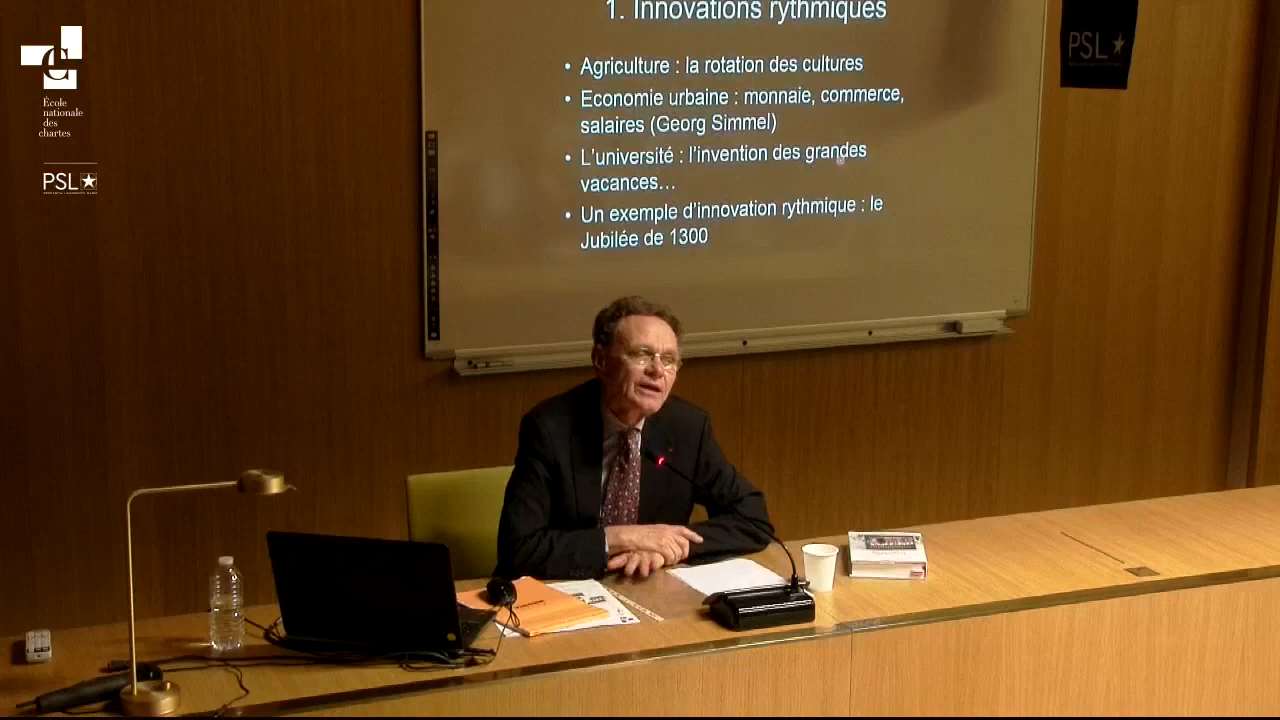 École
nationale
des
chartes
PSL
1. Innovations rythmiques
• Agriculture : la rotation des cultures
• Economie urbaine : monnaie, commerce,
salaires (Georg Simmel)
• L'université : l'invention des grandes
vacances…
• Un exemple d'innovation rythmique : le
Jubilée de 1300
PSL